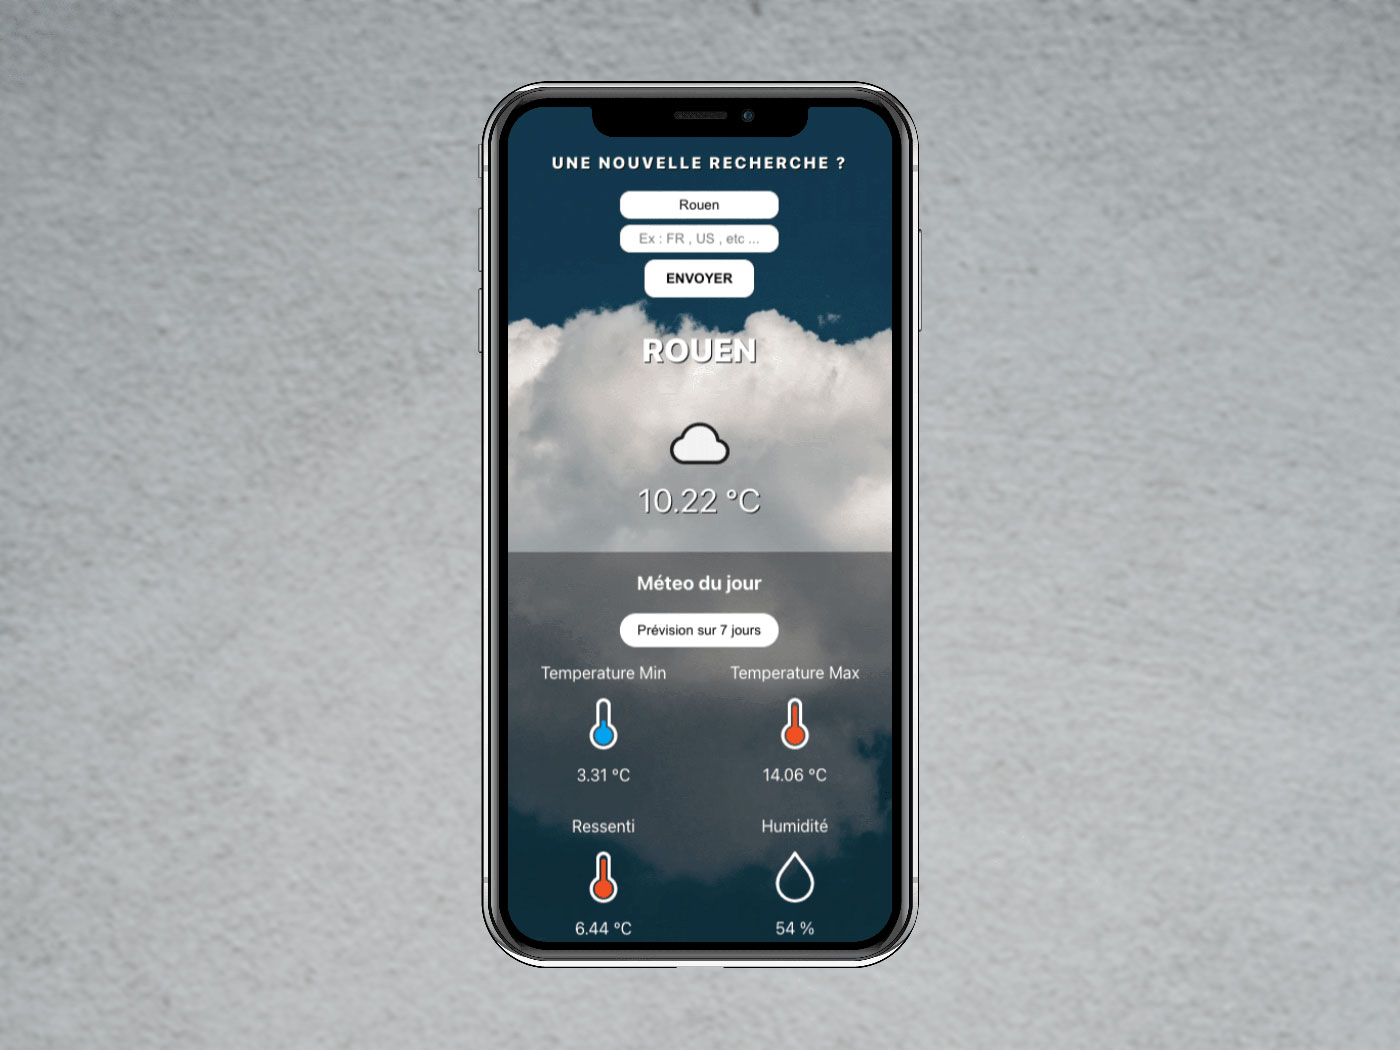 UNE NOUVELLE RECHERCHE ?
Rouen
Ex : FR , US , etc ...
ENVOYER
ROUEN
10.22 °C
Méteo du jour
Prévision sur 7 jours
Temperature Min
Temperature Max
3.31 °C
14.06 °C
Ressenti
Humidité
6.44 °C
54 %